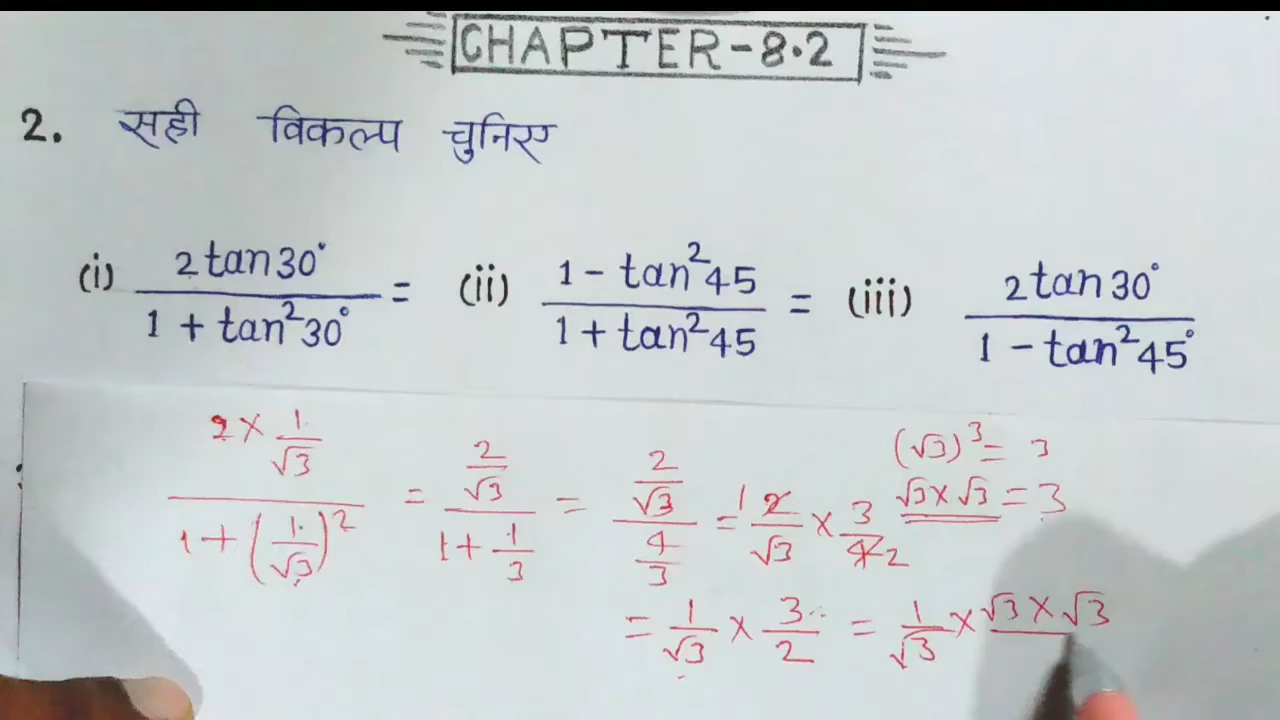 CHAPTER-8.2
2. सही विकल्प चुनिए
(i) 2tan30° / 1 + tan²30° = (ii) 1 - tan²45 / 1 + tan²45 = (iii) 2tan30° / 1 - tan²45°
2 × 1/√3 / 1 + (1/√3)² = 2/√3 / 1 + 1/3 = 2/√3 / 4/3 = 1 2/√3 × 3/4 2
(√3)³ = 3
√3 × √3 = 3
= 1/√3 × 3/2 = 1/√3 × √3 × √3